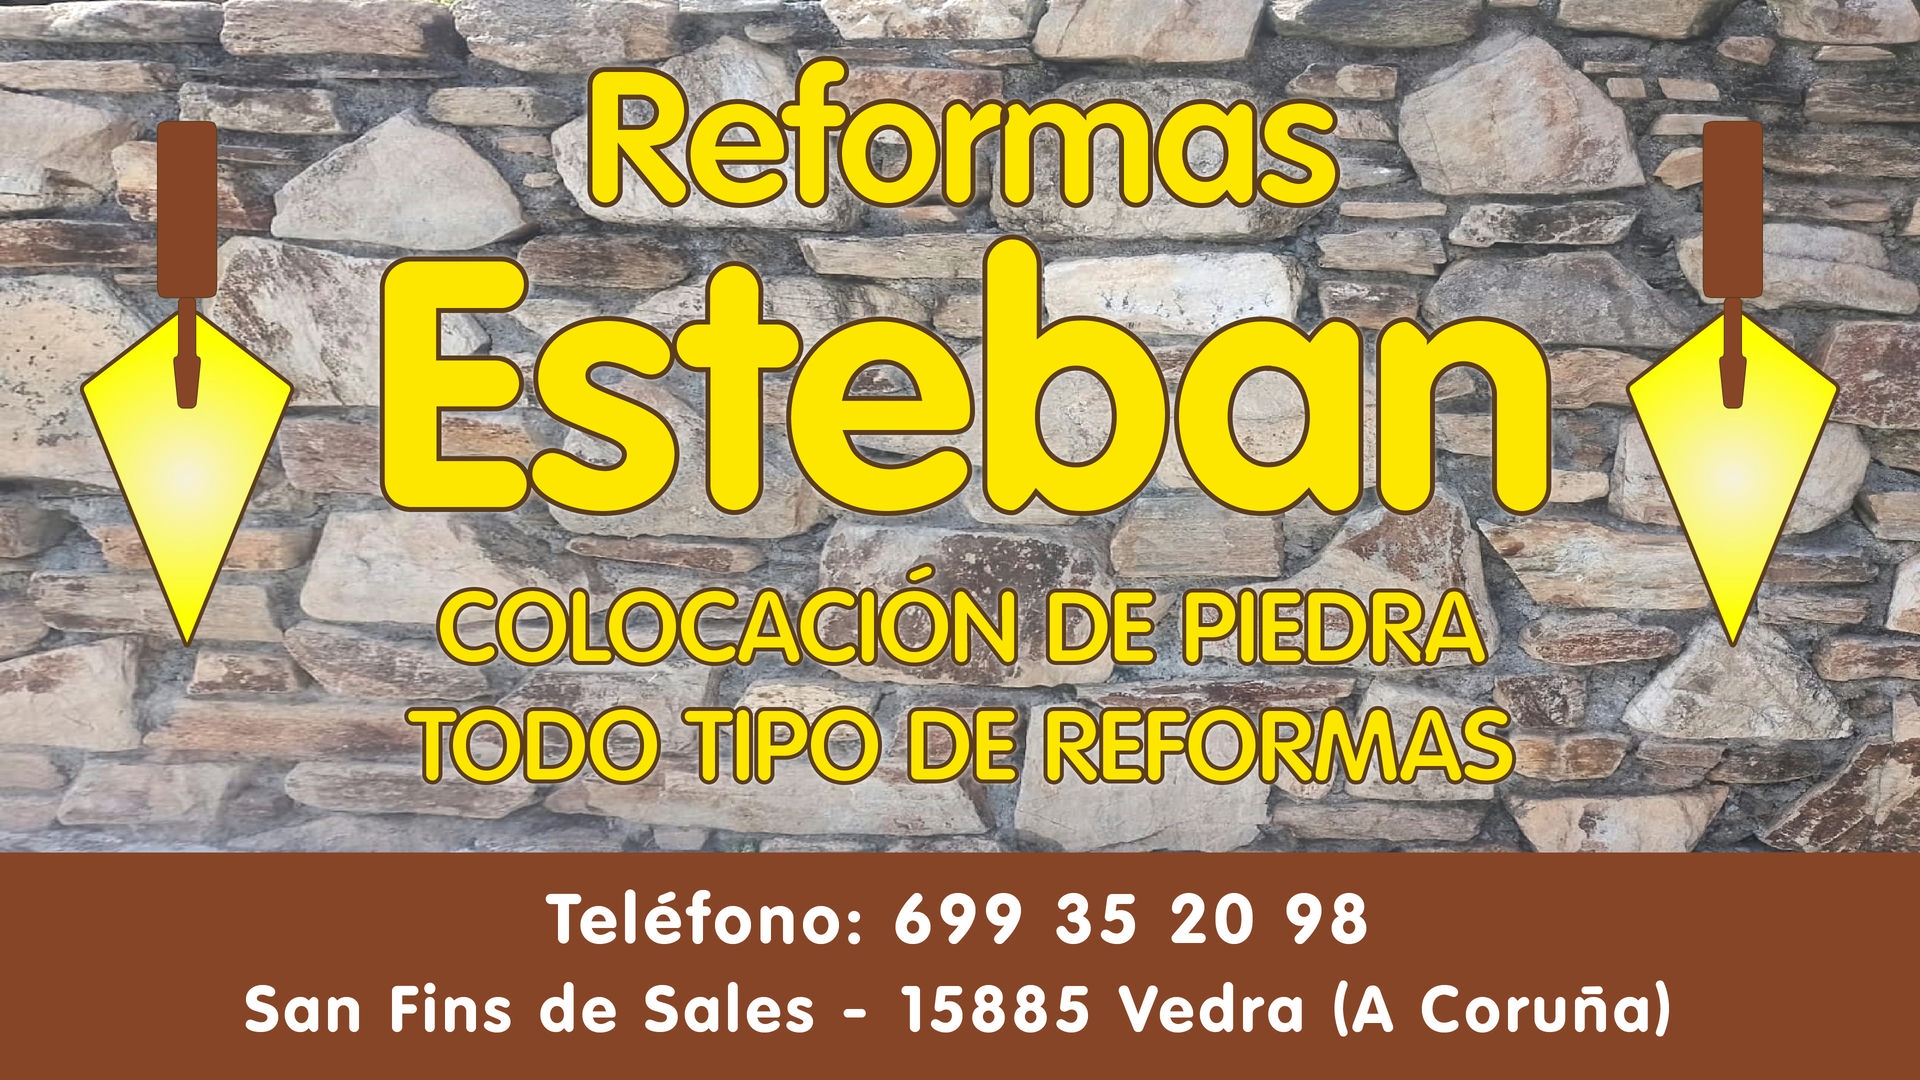 Reformas
Esteban
COLOCACIÓN DE PIEDRA
TODO TIPO DE REFORMAS
Teléfono: 699 35 20 98
San Fins de Sales - 15885 Vedra (A Coruña)